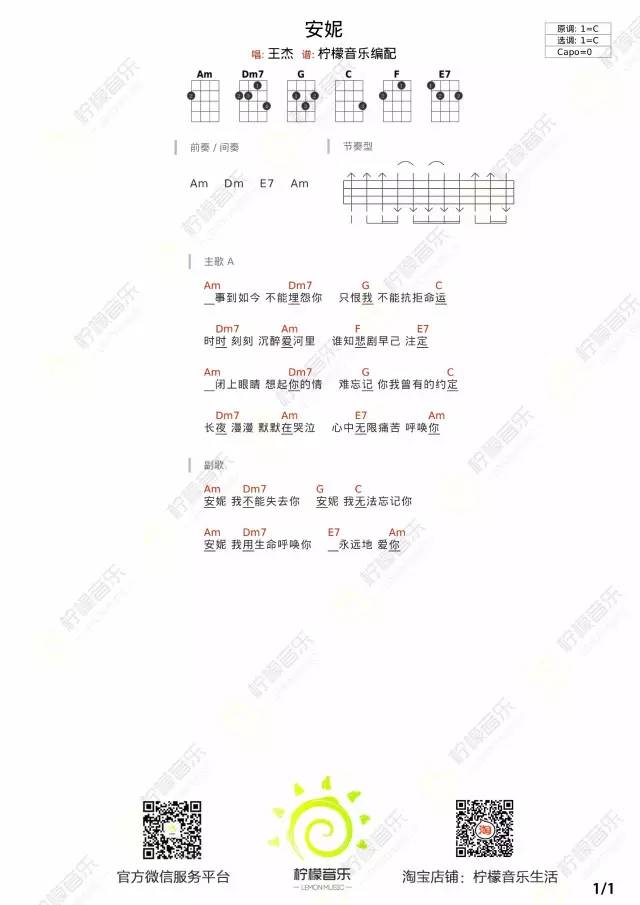 安妮
唱: 王杰 谱: 柠檬音乐编配
原调: 1=C
选调: 1=C
Capo=0
Am Dm7 G C F E7
前奏 / 间奏
节奏型
Am Dm E7 Am
主歌 A
Am Dm7 G C
_事到如今 不能埋怨你 只恨我 不能抗拒命运
Dm7 Am F E7
时时 刻刻 沉醉爱河里 谁知悲剧早已 注定
Am Dm7 G C
_闭上眼睛 想起你的情 难忘记 你我曾有的约定
Dm7 Am E7 Am
长夜 漫漫 默默在哭泣 心中无限痛苦 呼唤你
副歌
Am Dm7 G C
安妮 我不能失去你 安妮 我无法忘记你
Am Dm7 E7 Am
安妮 我用生命呼唤你 _永远地 爱你
官方微信服务平台
柠檬音乐
LEMON MUSIC
淘
淘宝店铺：柠檬音乐生活
1/1